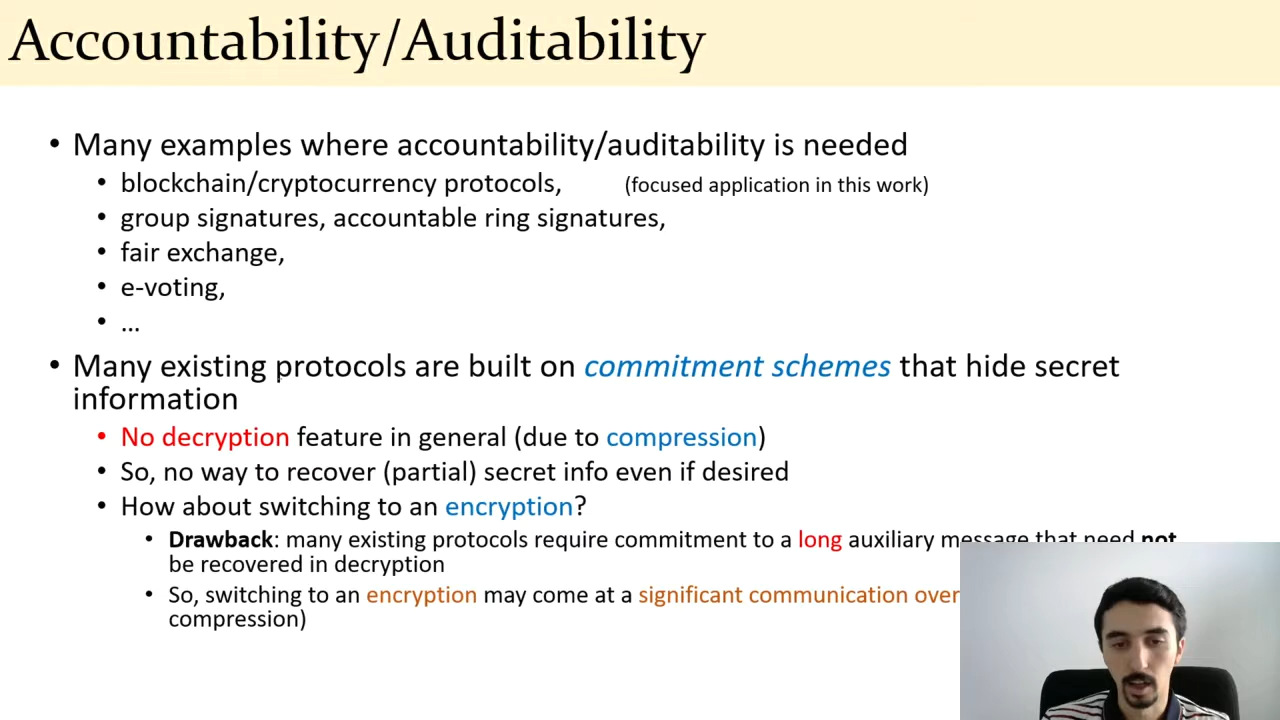 Accountability/Auditability
• Many examples where accountability/auditability is needed
• blockchain/cryptocurrency protocols, (focused application in this work)
• group signatures, accountable ring signatures,
• fair exchange,
• e-voting,
• ...
• Many existing protocols are built on commitment schemes that hide secret
information
• No decryption feature in general (due to compression)
• So, no way to recover (partial) secret info even if desired
• How about switching to an encryption?
• Drawback: many existing protocols require commitment to a long auxiliary message that need not
be recovered in decryption
• So, switching to an encryption may come at a significant communication over
compression)